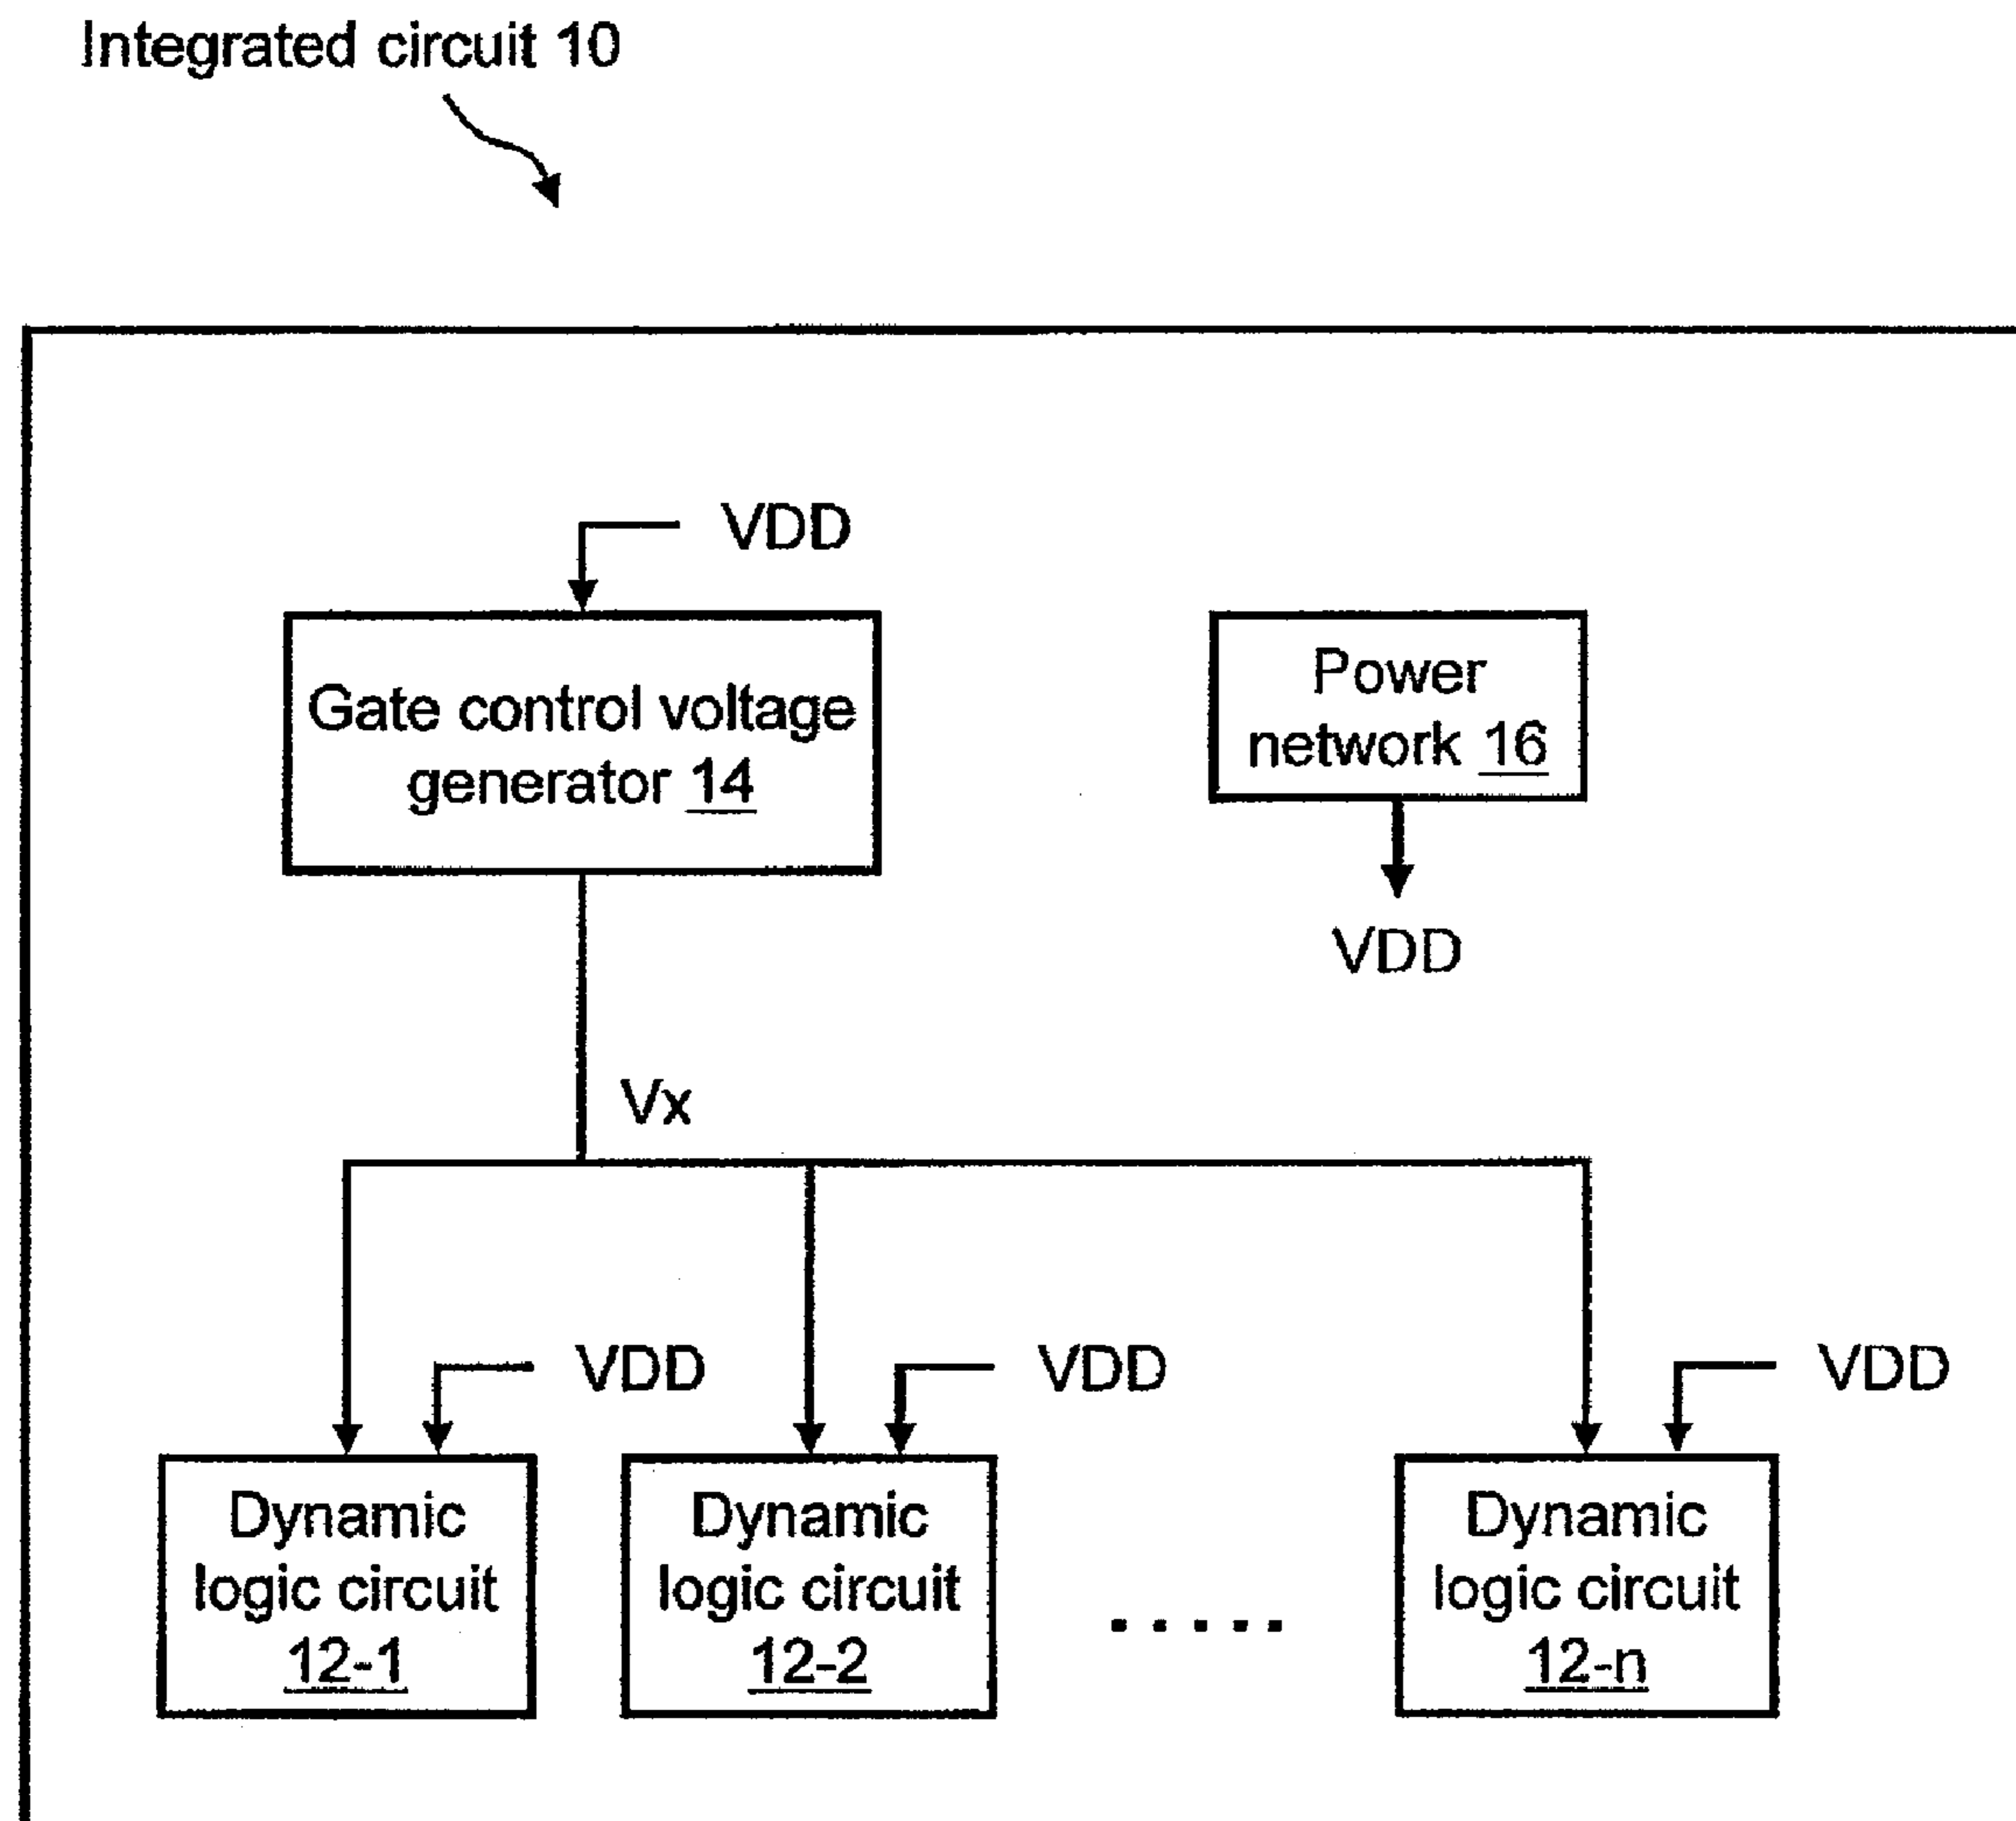 Integrated circuit 10
VDD
Gate control voltage
generator 14
Power
network 16
VDD
Vx
VDD
VDD
VDD
Dynamic
logic circuit
12-1
Dynamic
logic circuit
12-2
.....
Dynamic
logic circuit
12-n